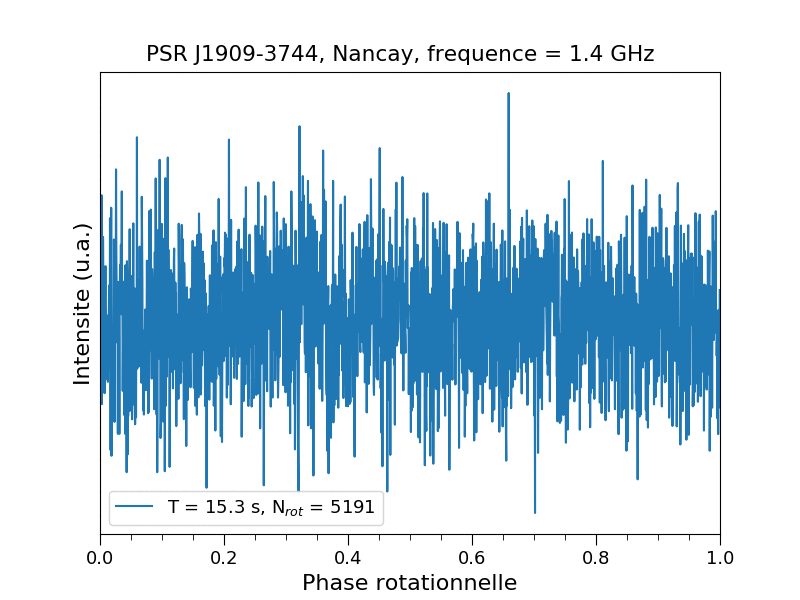 PSR J1909-3744, Nancay, frequence = 1.4 GHz
Intensite (u.a.)
T = 15.3 s, N_rot = 5191
0.0 0.2 0.4 0.6 0.8 1.0
Phase rotationnelle